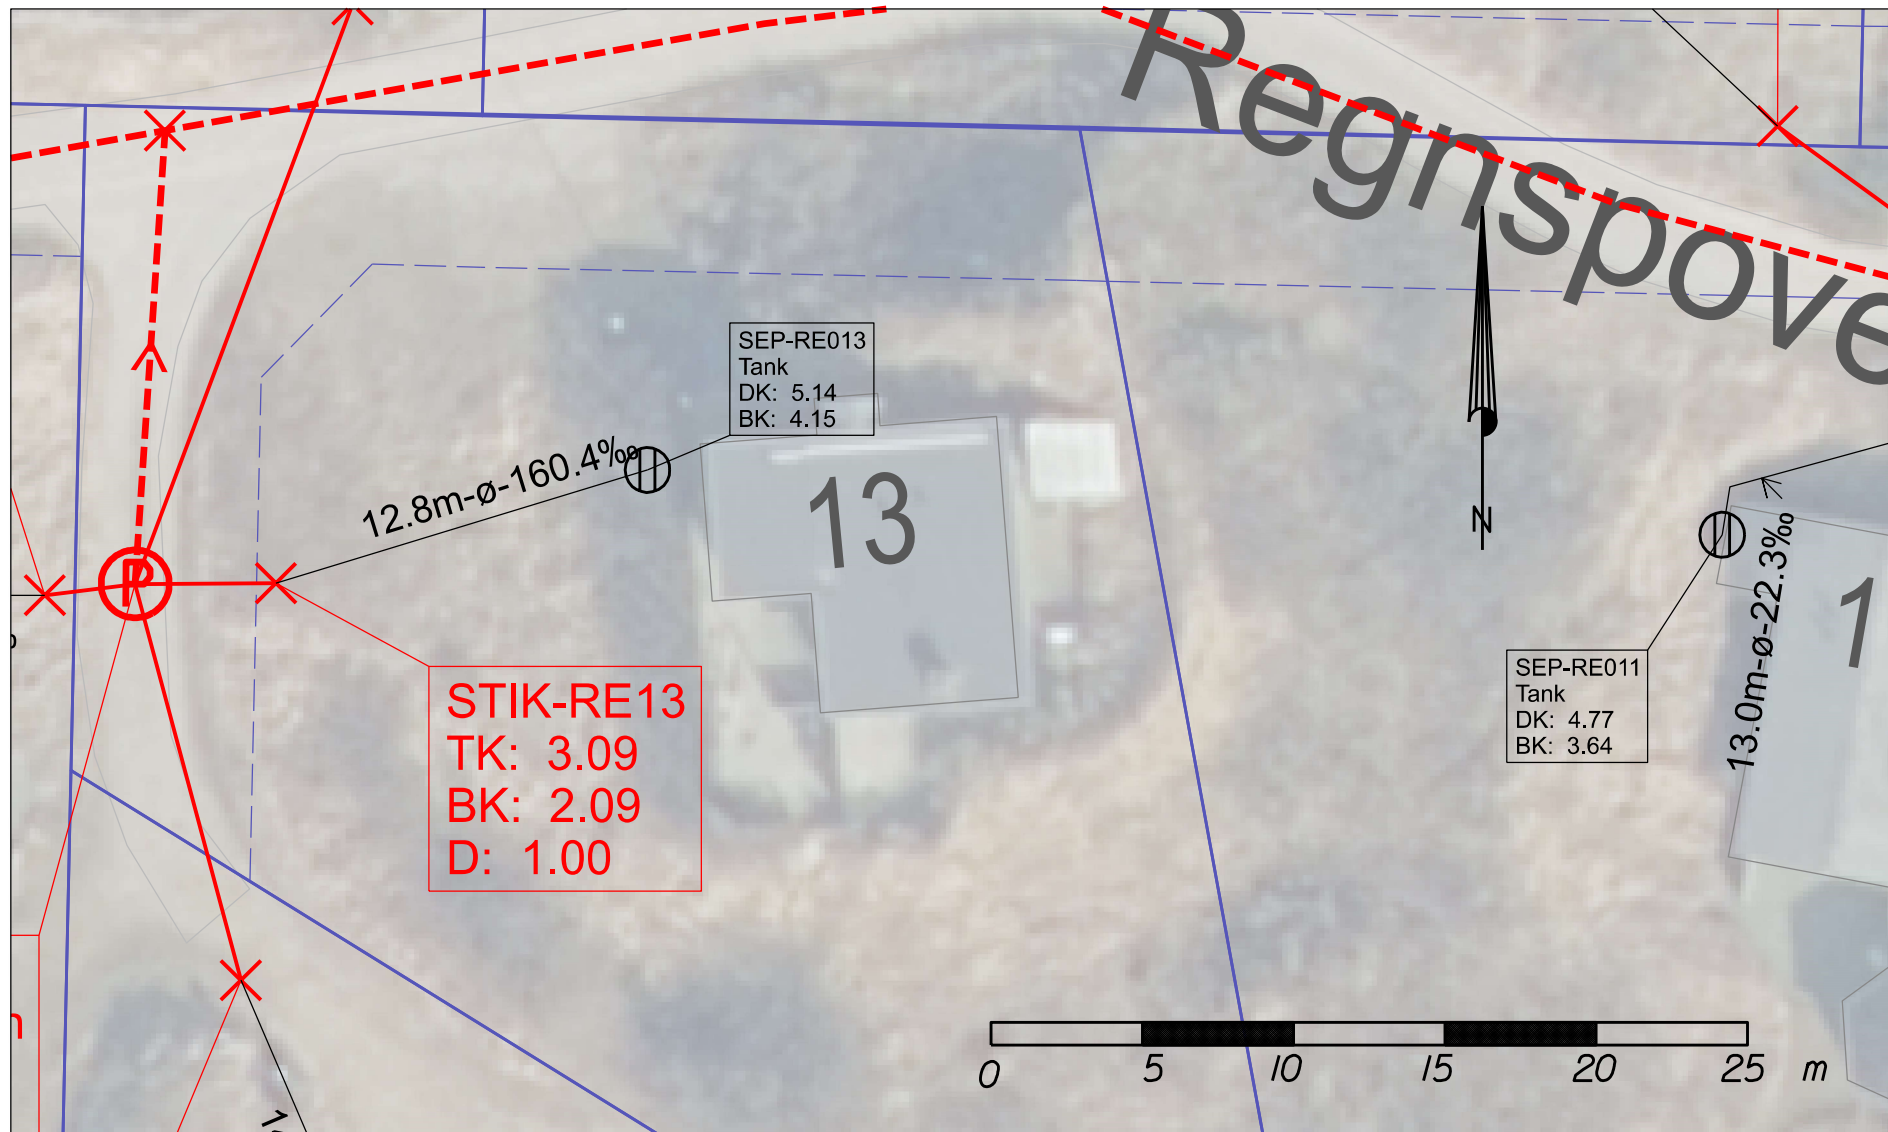 Regnspove
SEP-RE013
Tank
DK: 5.14
BK: 4.15
12.8m-ø-160.4‰
13
N
P
13.0m-ø-22.3‰
1
SEP-RE011
Tank
DK: 4.77
BK: 3.64
STIK-RE13
TK: 3.09
BK: 2.09
D: 1.00
0 5 10 15 20 25 m